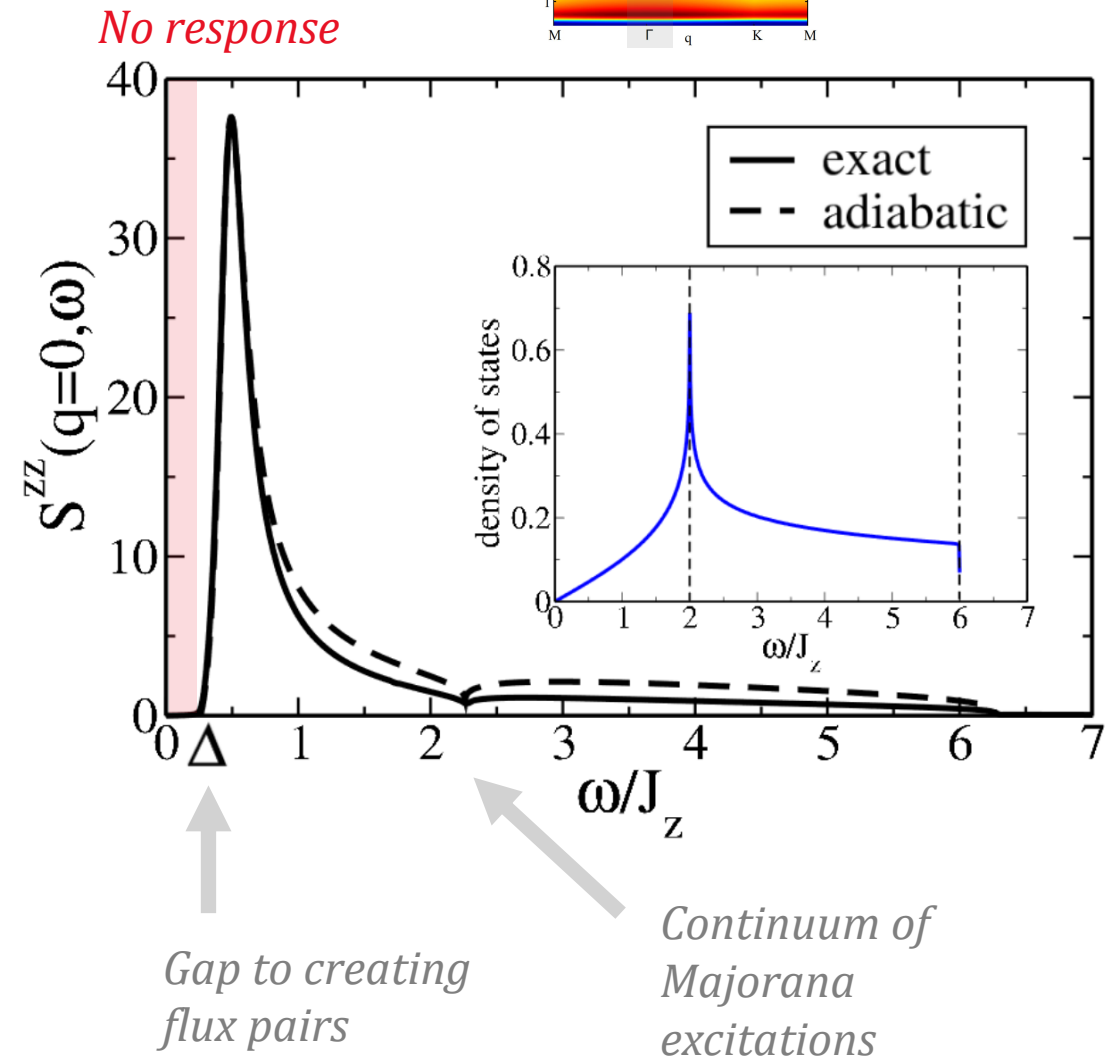 1
M Γ q K M
No response
40
30
20
10
0
S^zz(q=0,ω)
exact
adiabatic
0.8
0.6
0.4
0.2
0
density of states
0 1 2 3 4 5 6 7
ω/J_z
0 Δ 1 2 3 4 5 6 7
ω/J_z
Gap to creating
flux pairs
Continuum of
Majorana
excitations